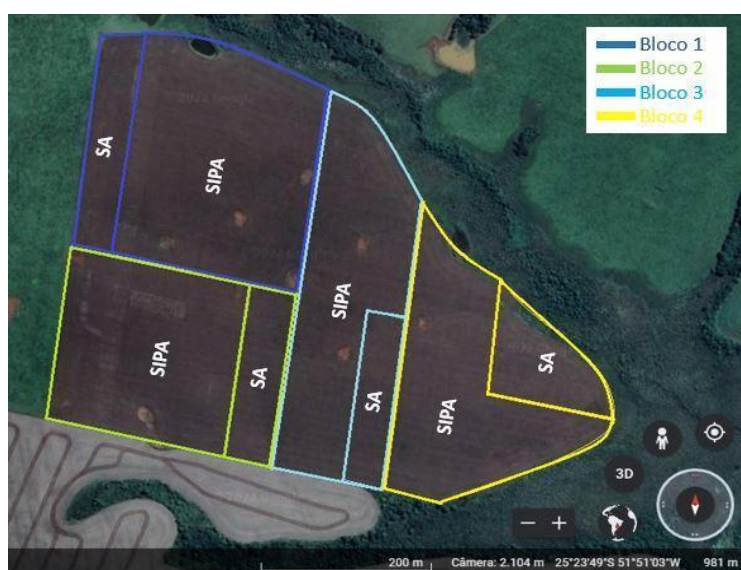 Bloco 1
Bloco 2
Bloco 3
Bloco 4
SA
SIPA
SIPA
SA
SIPA
SA
SIPA
SA
3D
200 m Câmera: 2.104 m 25°23'49"S 51°51'03"W 981 m